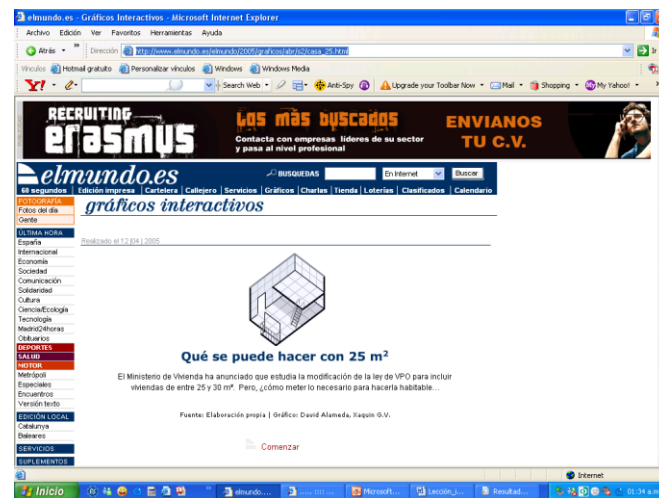 elmundo.es - Gráficos Interactivos - Microsoft Internet Explorer
Archivo Edición Ver Favoritos Herramientas Ayuda
Atrás Dirección http://www.elmundo.es/elmundo/2005/graficos/abr/s2/casa_25.html Ir
Vínculos Hotmail gratuito Personalizar vínculos Windows Windows Media
Y! Search Web Anti-Spy Upgrade your Toolbar Now Mail Shopping My Yahoo!
RECRUITING erasmus
Las más buscadas
Contacta con empresas líderes de su sector
y pasa al nivel profesional
ENVIANOS
TU C.V.
elmundo.es
BUSQUEDAS En Internet Buscar
60 segundos Edición impresa Cartelera Callejero Servicios Gráficos Charlas Tienda Loterías Clasificados Calendario
FOTOGRAFÍA
Fotos del día
Gente
ÚLTIMA HORA
España
Internacional
Economía
Sociedad
Comunicación
Solidaridad
Cultura
Ciencia/Ecología
Tecnología
Madrid24horas
Obituarios
DEPORTES
SALUD
MOTOR
Metrópoli
Especiales
Encuentros
Versión texto
EDICIÓN LOCAL
Catalunya
Baleares
SERVICIOS
SUPLEMENTOS
gráficos interactivos
Realizado el 12 |04 | 2005
Qué se puede hacer con 25 m²
El Ministerio de Vivienda ha anunciado que estudia la modificación de la ley de VPO para incluir
viviendas de entre 25 y 30 m². Pero, ¿cómo meter lo necesario para hacerla habitable...
Fuente: Elaboración propia | Gráfico: David Alameda, Xaquín G.V.
Comenzar
Internet
Inicio elmundo.... Microsoft... Lección_i... Resultad... 01:34 a.m.